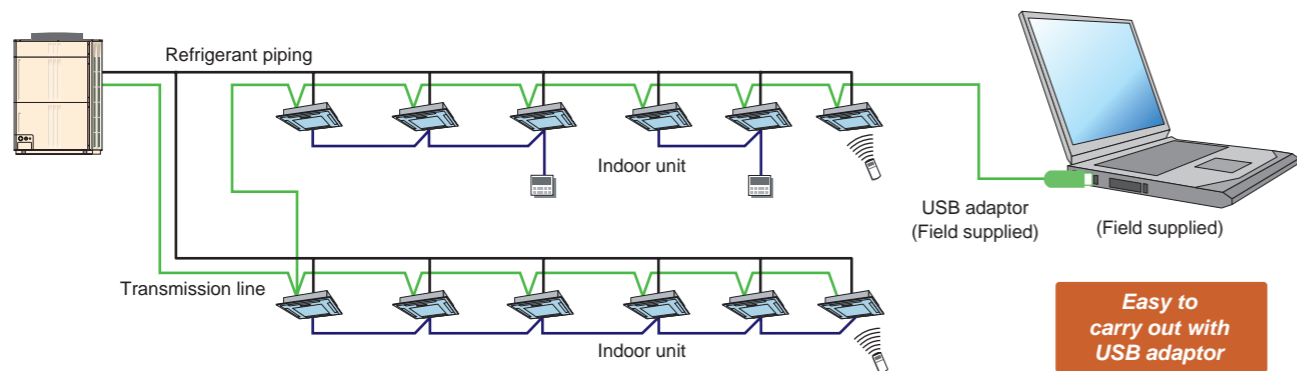 Refrigerant piping
Indoor unit
USB adaptor
(Field supplied)
(Field supplied)
Transmission line
Indoor unit
Easy to
carry out with
USB adaptor